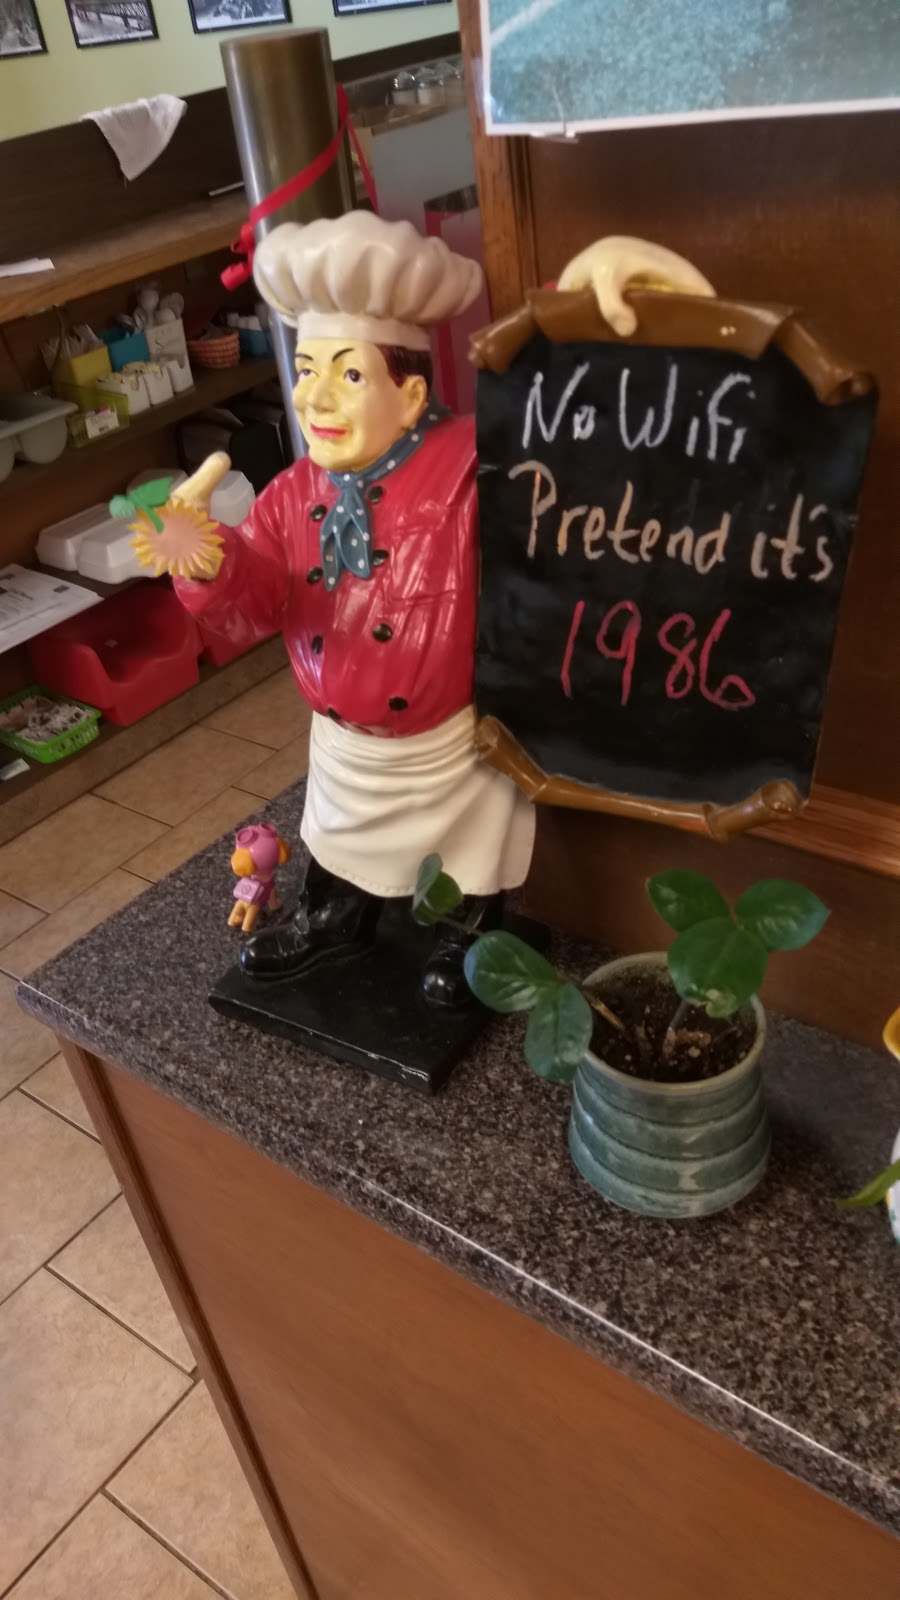 No Wifi
Pretend it's
1986